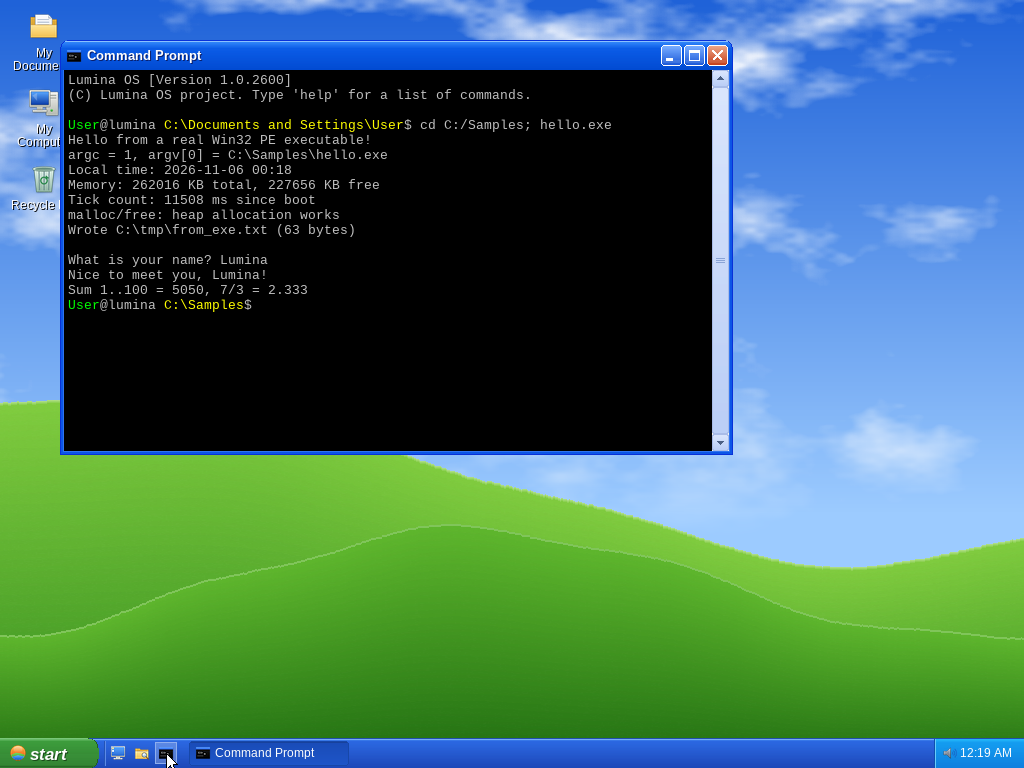 My
Docume
My
Comput
Recycle
Command Prompt
Lumina OS [Version 1.0.2600]
(C) Lumina OS project. Type 'help' for a list of commands.
User@lumina C:\Documents and Settings\User$ cd C:/Samples; hello.exe
Hello from a real Win32 PE executable!
argc = 1, argv[0] = C:\Samples\hello.exe
Local time: 2026-11-06 00:18
Memory: 262016 KB total, 227656 KB free
Tick count: 11508 ms since boot
malloc/free: heap allocation works
Wrote C:\tmp\from_exe.txt (63 bytes)
What is your name? Lumina
Nice to meet you, Lumina!
Sum 1..100 = 5050, 7/3 = 2.333
User@lumina C:\Samples$
start
Command Prompt
12:19 AM